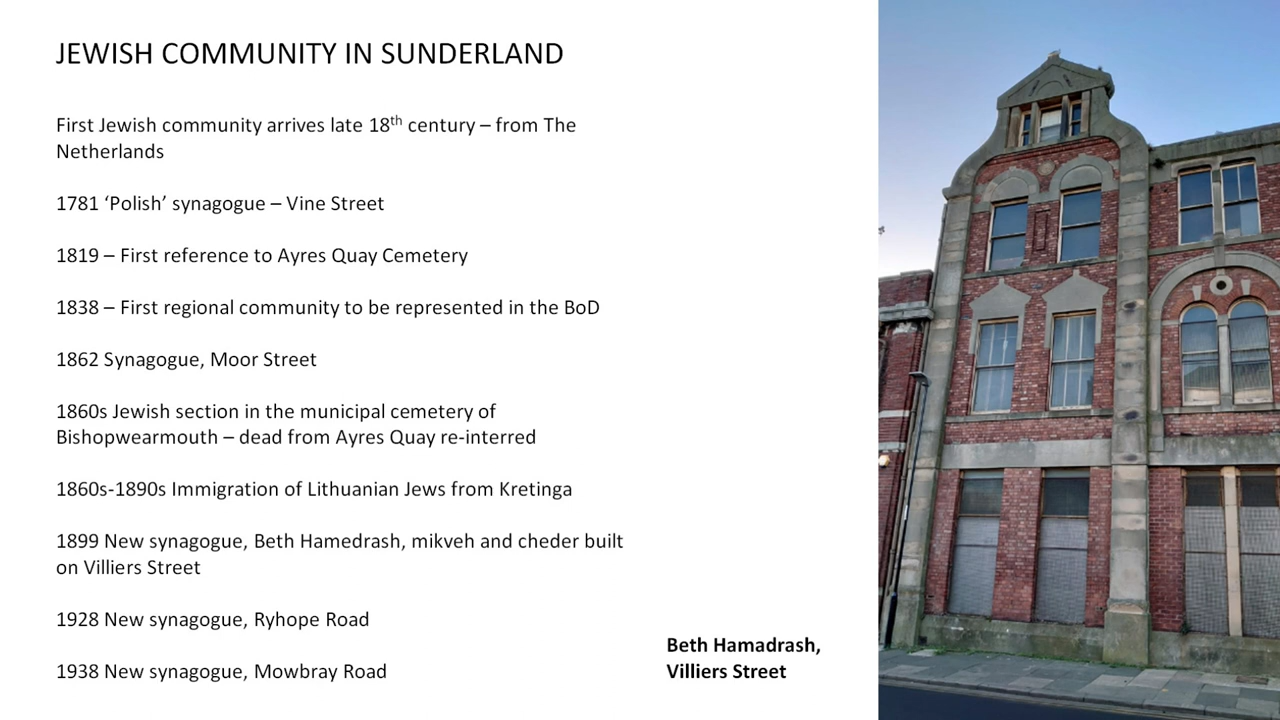 JEWISH COMMUNITY IN SUNDERLAND
First Jewish community arrives late 18th century – from The
Netherlands
1781 ‘Polish’ synagogue – Vine Street
1819 – First reference to Ayres Quay Cemetery
1838 – First regional community to be represented in the BoD
1862 Synagogue, Moor Street
1860s Jewish section in the municipal cemetery of
Bishopwearmouth – dead from Ayres Quay re-interred
1860s-1890s Immigration of Lithuanian Jews from Kretinga
1899 New synagogue, Beth Hamedrash, mikveh and cheder built
on Villiers Street
1928 New synagogue, Ryhope Road
1938 New synagogue, Mowbray Road
Beth Hamadrash,
Villiers Street